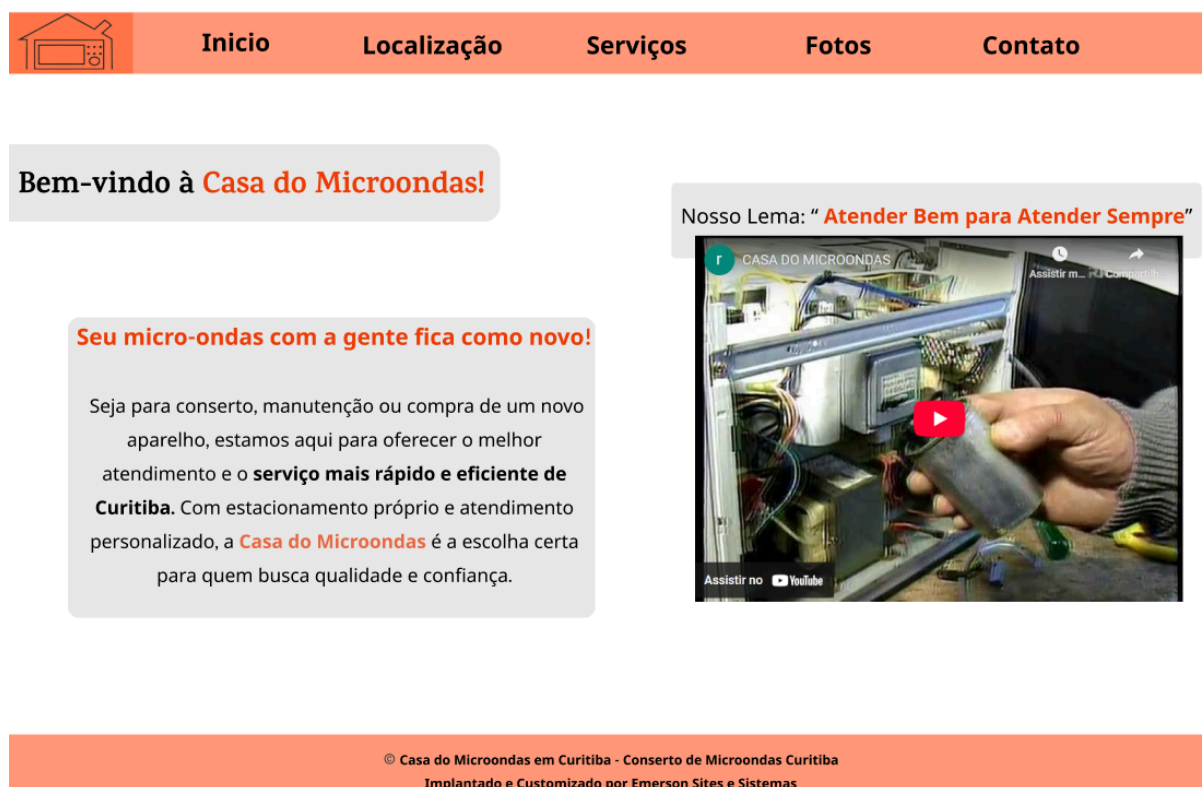 Inicio
Localização
Serviços
Fotos
Contato
Bem-vindo à Casa do Microondas!
Nosso Lema: “ Atender Bem para Atender Sempre”
r
CASA DO MICROONDAS
Assistir m...
Compartilh...
Assistir no YouTube
Seu micro-ondas com a gente fica como novo!
Seja para conserto, manutenção ou compra de um novo
aparelho, estamos aqui para oferecer o melhor
atendimento e o serviço mais rápido e eficiente de
Curitiba. Com estacionamento próprio e atendimento
personalizado, a Casa do Microondas é a escolha certa
para quem busca qualidade e confiança.
© Casa do Microondas em Curitiba - Conserto de Microondas Curitiba
Implantado e Customizado por Emerson Sites e Sistemas